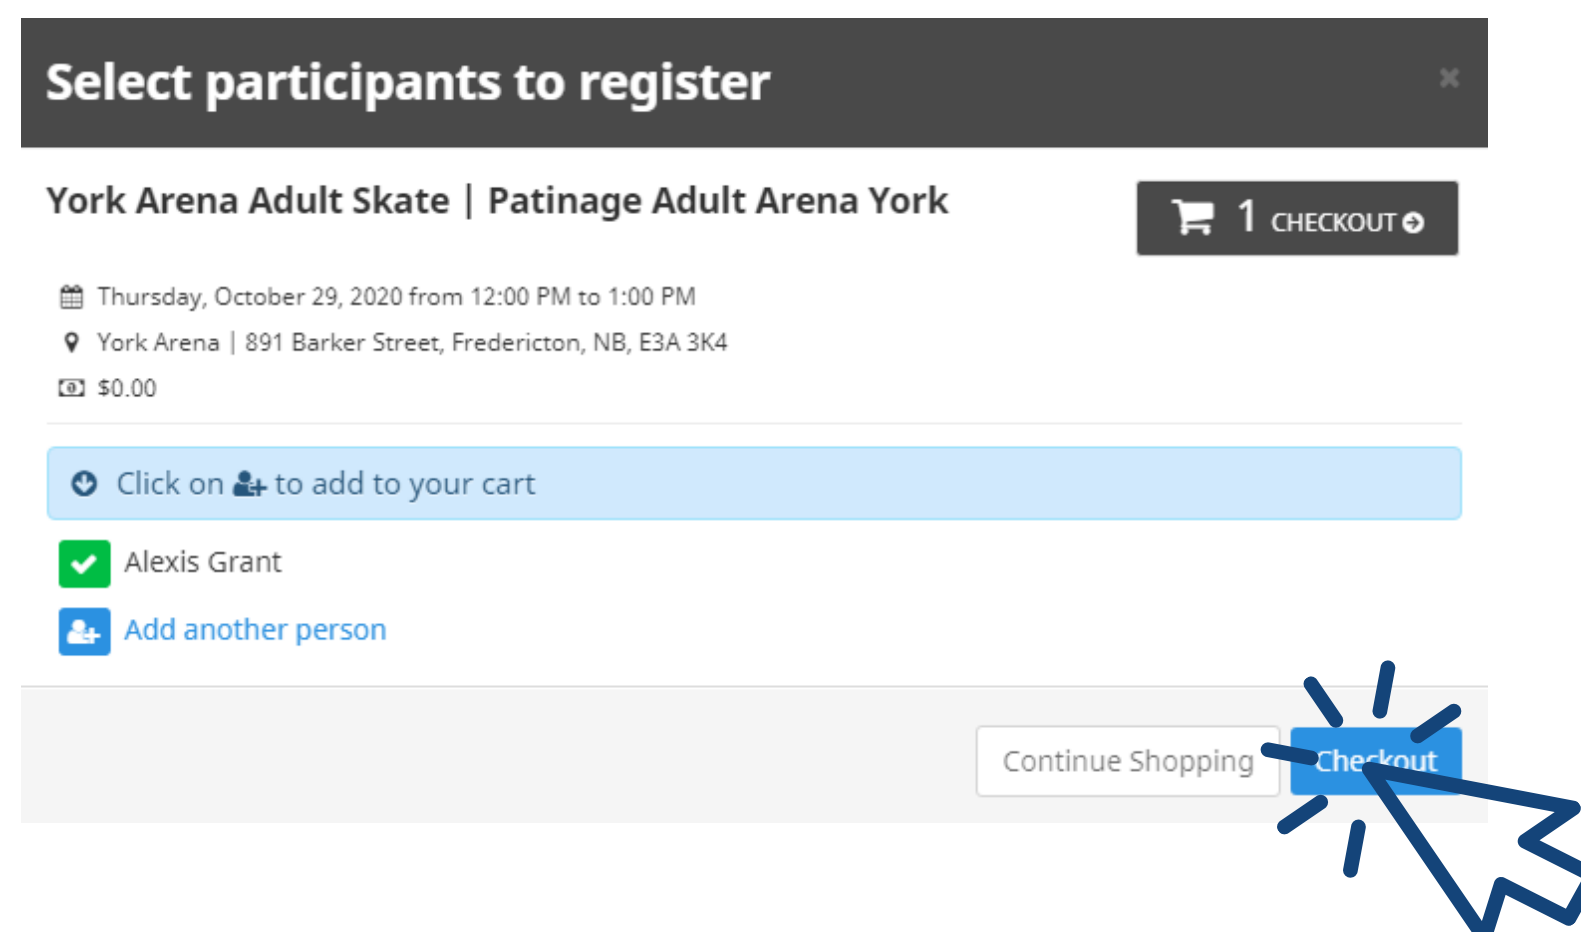 Select participants to register
York Arena Adult Skate | Patinage Adult Arena York
1 CHECKOUT
Thursday, October 29, 2020 from 12:00 PM to 1:00 PM
York Arena | 891 Barker Street, Fredericton, NB, E3A 3K4
$0.00
Click on to add to your cart
Alexis Grant
Add another person
Continue Shopping
Checkout